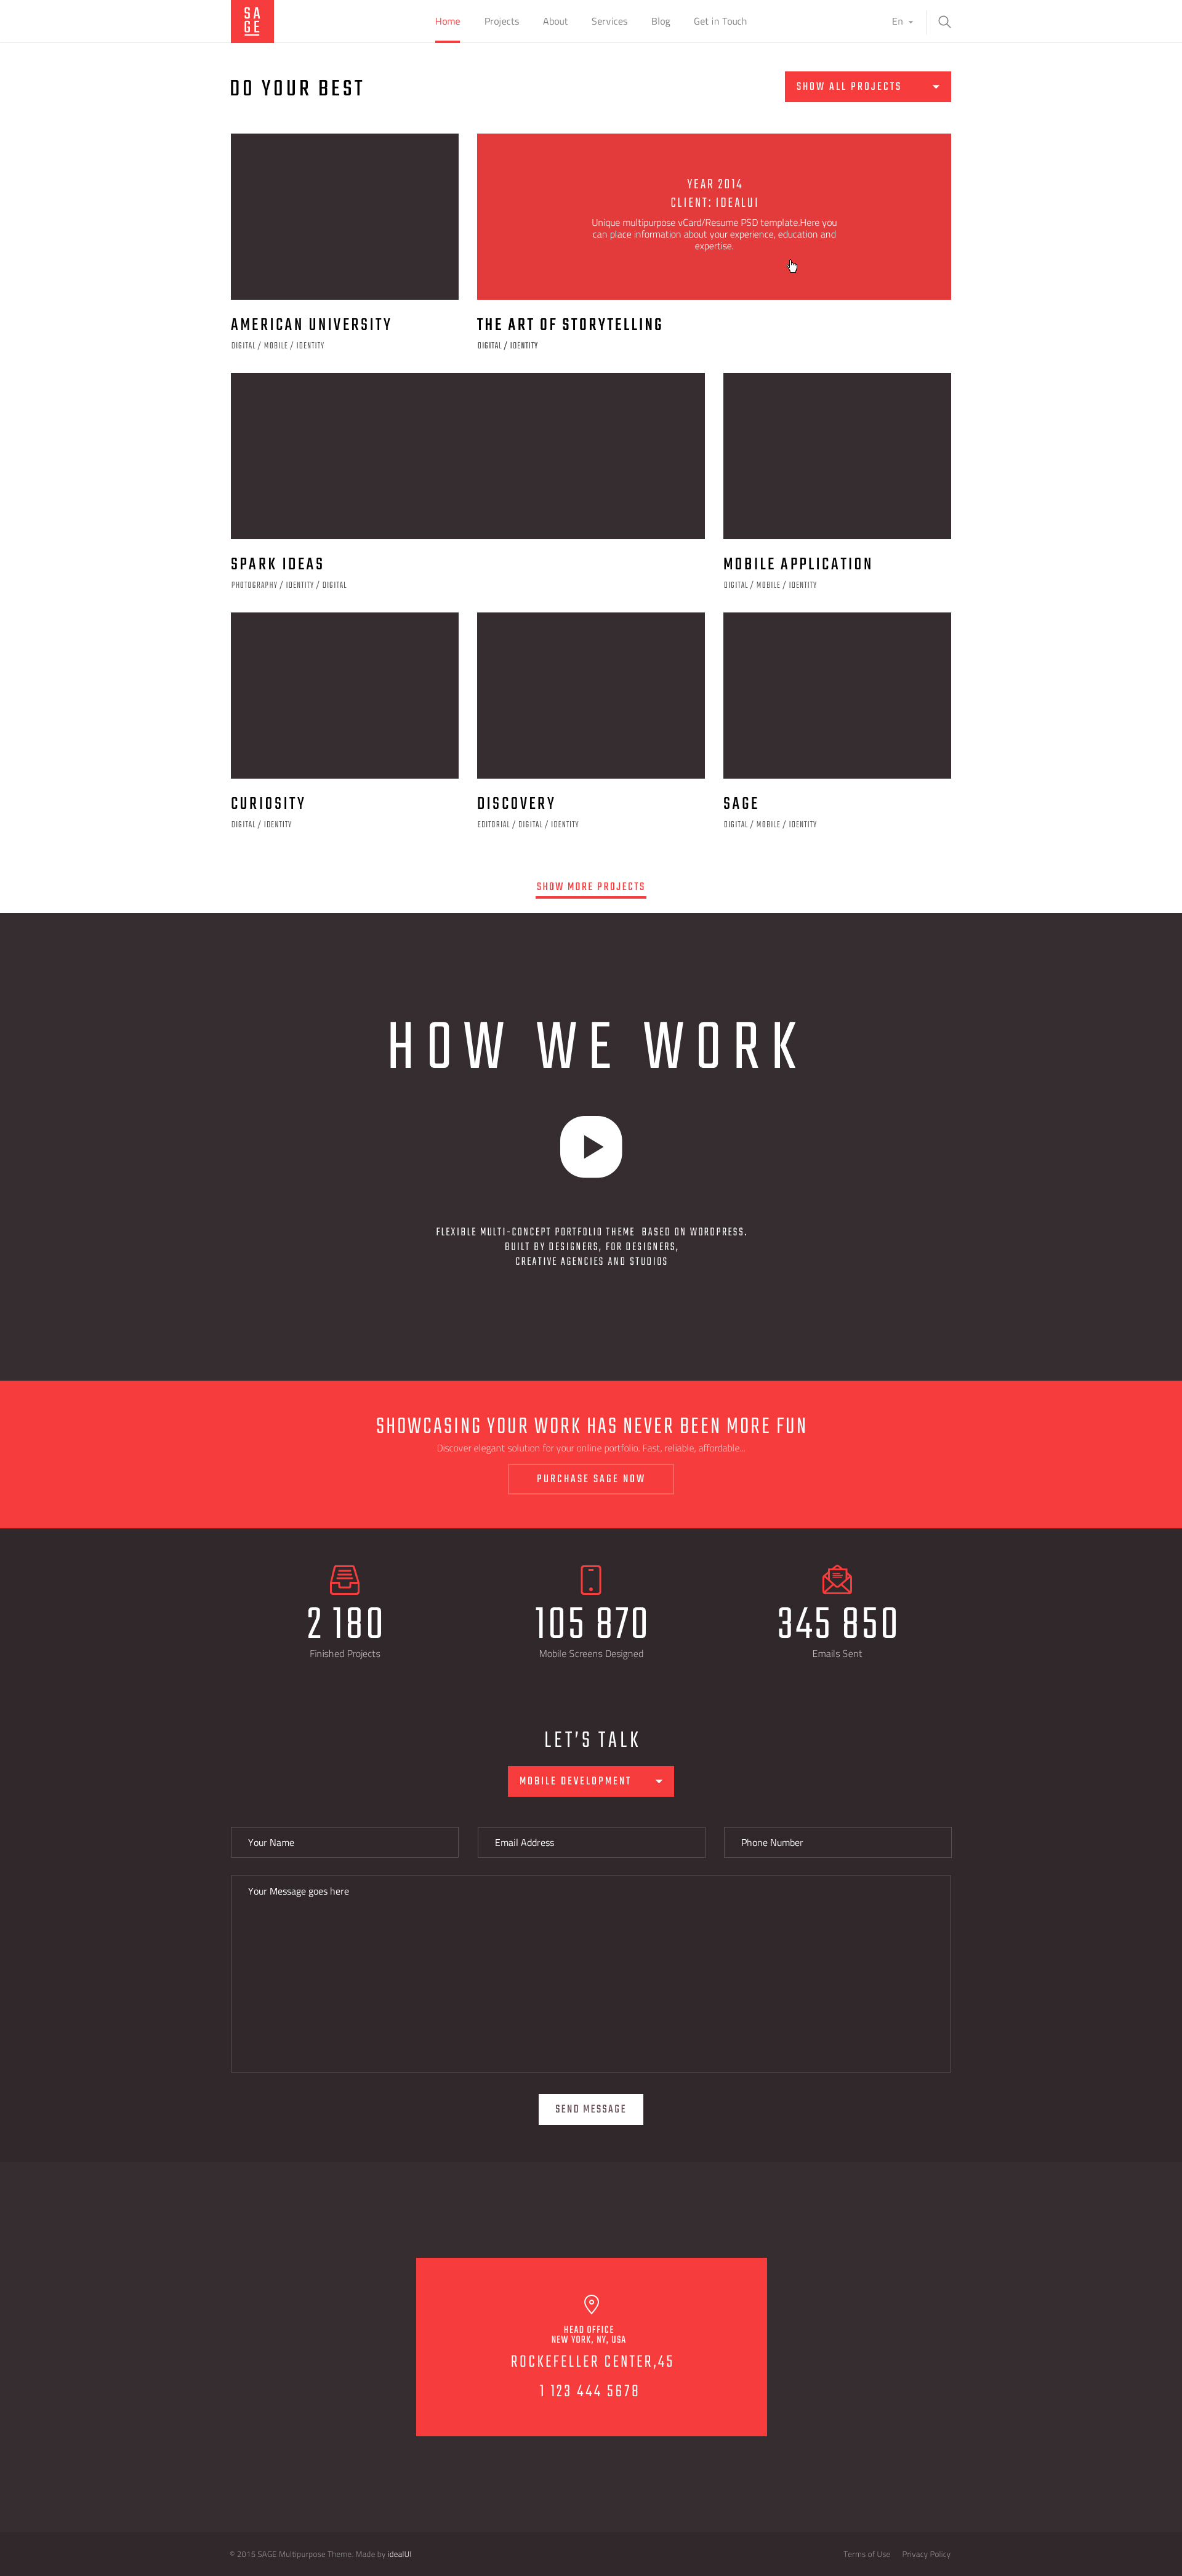 SA
GE
Home Projects About Services Blog Get in Touch En
DO YOUR BEST
SHOW ALL PROJECTS
YEAR 2014
CLIENT: IDEALUI
Unique multipurpose vCard/Resume PSD template.Here you
can place information about your experience, education and
expertise.
AMERICAN UNIVERSITY
DIGITAL / MOBILE / IDENTITY
THE ART OF STORYTELLING
DIGITAL / IDENTITY
SPARK IDEAS
PHOTOGRAPHY / IDENTITY / DIGITAL
MOBILE APPLICATION
DIGITAL / MOBILE / IDENTITY
CURIOSITY
DIGITAL / IDENTITY
DISCOVERY
EDITORIAL / DIGITAL / IDENTITY
SAGE
DIGITAL / MOBILE / IDENTITY
SHOW MORE PROJECTS
HOW WE WORK
FLEXIBLE MULTI-CONCEPT PORTFOLIO THEME BASED ON WORDPRESS.
BUILT BY DESIGNERS, FOR DESIGNERS,
CREATIVE AGENCIES AND STUDIOS
SHOWCASING YOUR WORK HAS NEVER BEEN MORE FUN
Discover elegant solution for your online portfolio. Fast, reliable, affordable...
PURCHASE SAGE NOW
2 180
Finished Projects
105 870
Mobile Screens Designed
345 850
Emails Sent
LET'S TALK
MOBILE DEVELOPMENT
Your Name
Email Address
Phone Number
Your Message goes here
SEND MESSAGE
HEAD OFFICE
NEW YORK, NY, USA
ROCKEFELLER CENTER,45
1 123 444 5678
© 2015 SAGE Multipurpose Theme. Made by idealUI
Terms of Use Privacy Policy